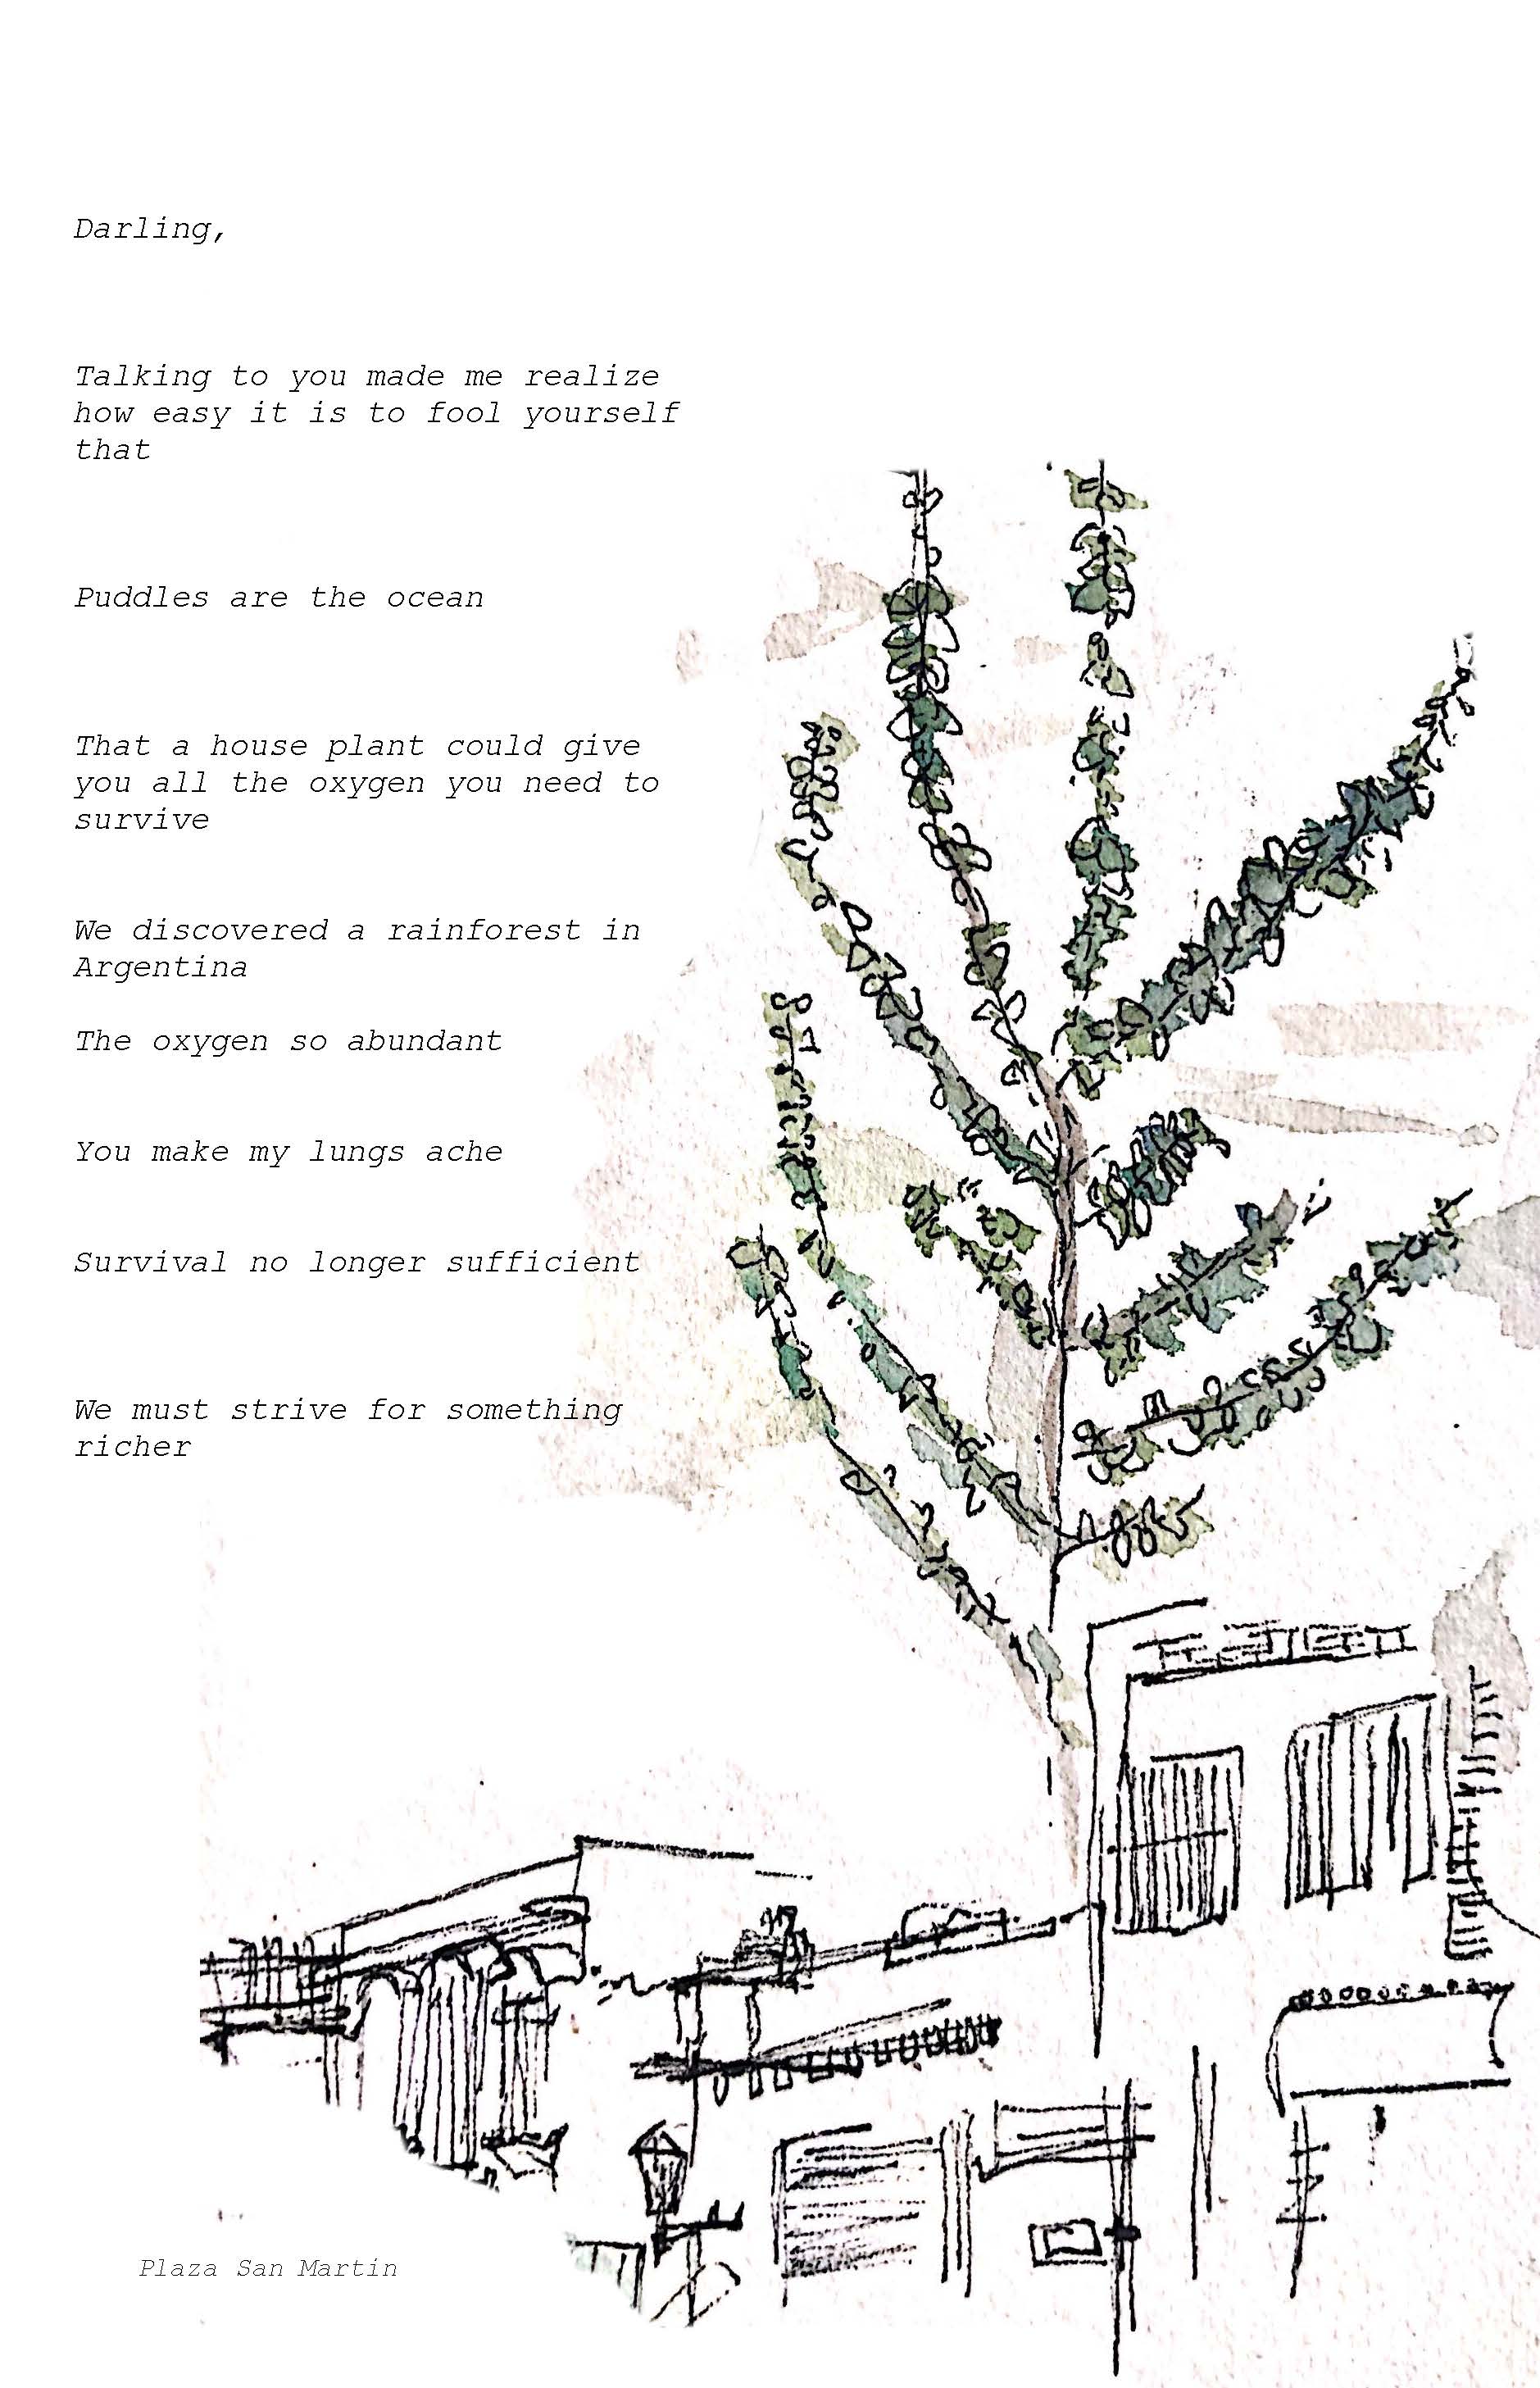 Darling,
Talking to you made me realize
how easy it is to fool yourself
that
Puddles are the ocean
That a house plant could give
you all the oxygen you need to
survive
We discovered a rainforest in
Argentina
The oxygen so abundant
You make my lungs ache
Survival no longer sufficient
We must strive for something
richer
Plaza San Martin